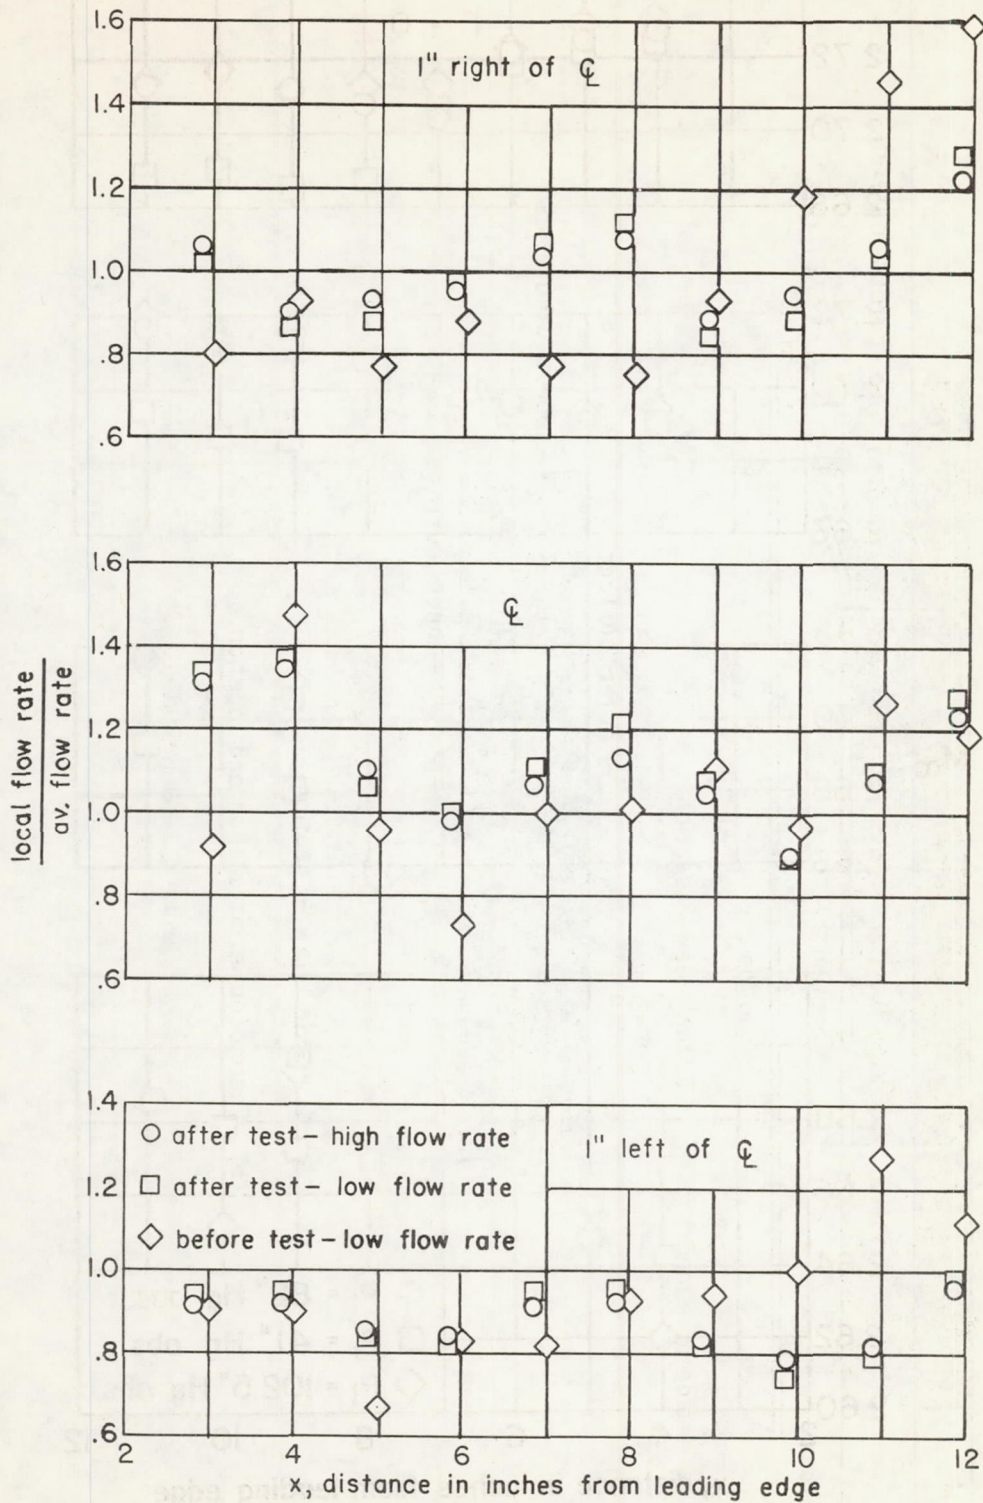 1.6
1" right of ℄
1.4
1.2
1.0
.8
.6
1.6
℄
1.4
1.2
1.0
.8
.6
local flow rate
av. flow rate
1.4
○ after test – high flow rate
1" left of ℄
□ after test – low flow rate
1.2
◇ before test – low flow rate
1.0
.8
.6
2 4 6 8 10 12
x, distance in inches from leading edge